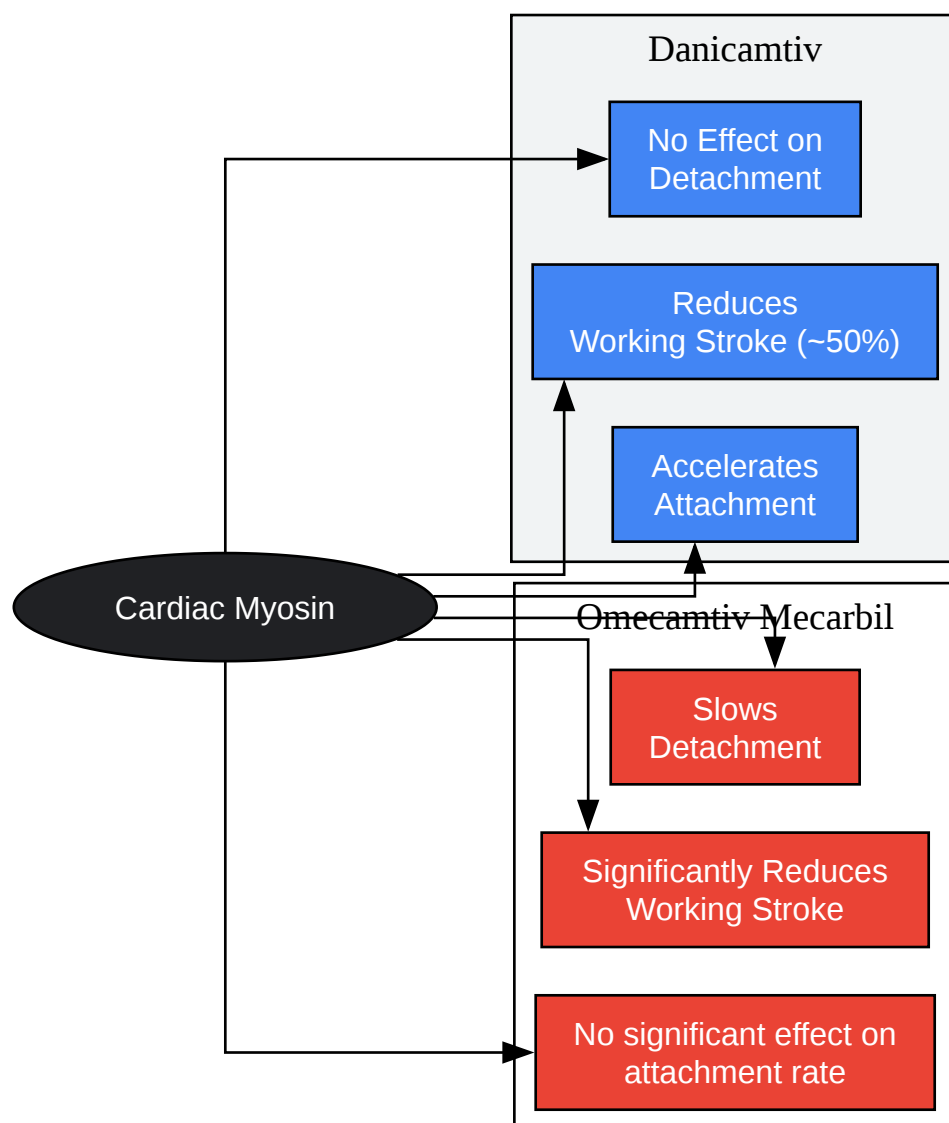 Danicamtiv
No Effect on
Detachment
Reduces
Working Stroke (~50%)
Accelerates
Attachment
Cardiac Myosin
Omecamtiv Mecarbil
Slows
Detachment
Significantly Reduces
Working Stroke
No significant effect on
attachment rate